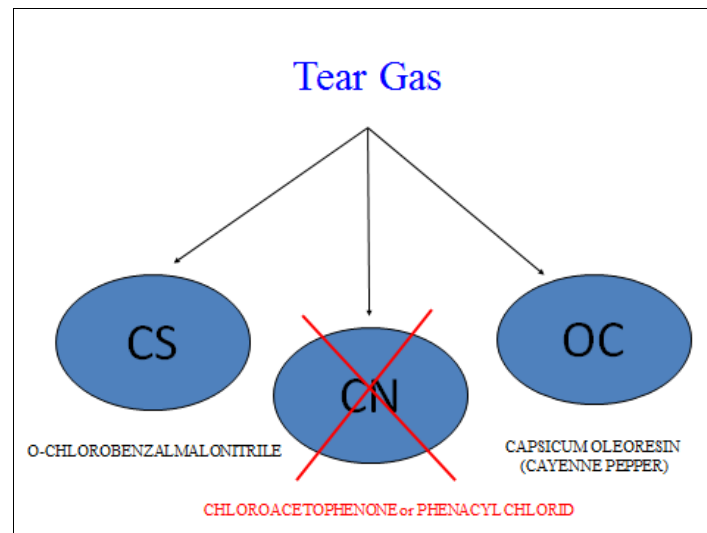 Tear Gas
CS
CN
OC
O-CHLOROBENZALMALONITRILE
CAPSICUM OLEORESIN
(CAYENNE PEPPER)
CHLOROACETOPHENONE or PHENACYL CHLORID